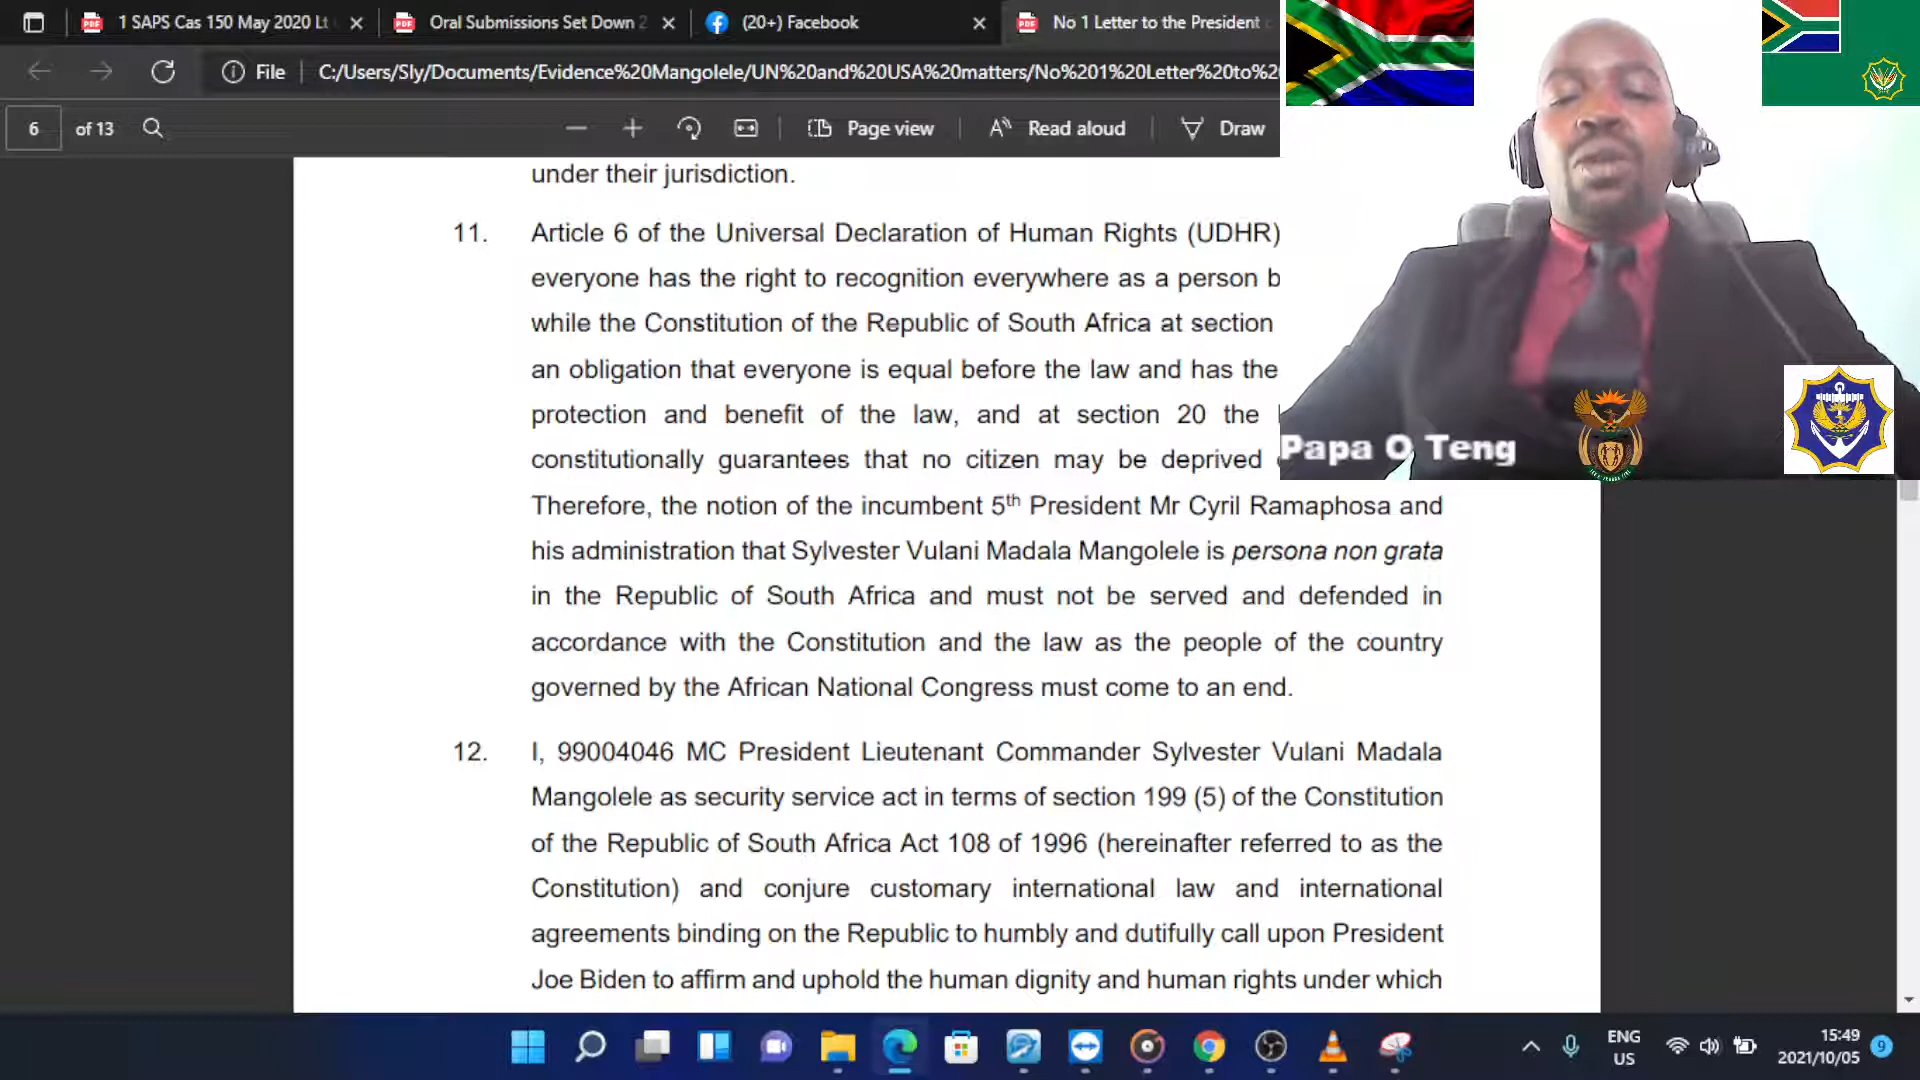 1 SAPS Cas 150 May 2020 Lt
Oral Submissions Set Down 2
(20+) Facebook
No 1 Letter to the President
File
C:/Users/Sly/Documents/Evidence%20Mangolele/UN%20and%20USA%20matters/No%201%20Letter%20to%20
6 of 13
Page view
Read aloud
Draw
under their jurisdiction.
11. Article 6 of the Universal Declaration of Human Rights (UDHR)
everyone has the right to recognition everywhere as a person b
while the Constitution of the Republic of South Africa at section
an obligation that everyone is equal before the law and has the
protection and benefit of the law, and at section 20 the
constitutionally guarantees that no citizen may be deprived
Therefore, the notion of the incumbent 5th President Mr Cyril Ramaphosa and
his administration that Sylvester Vulani Madala Mangolele is persona non grata
in the Republic of South Africa and must not be served and defended in
accordance with the Constitution and the law as the people of the country
governed by the African National Congress must come to an end.
12. I, 99004046 MC President Lieutenant Commander Sylvester Vulani Madala
Mangolele as security service act in terms of section 199 (5) of the Constitution
of the Republic of South Africa Act 108 of 1996 (hereinafter referred to as the
Constitution) and conjure customary international law and international
agreements binding on the Republic to humbly and dutifully call upon President
Joe Biden to affirm and uphold the human dignity and human rights under which
Papa O Teng
ENG
US
15:49
2021/10/05
9